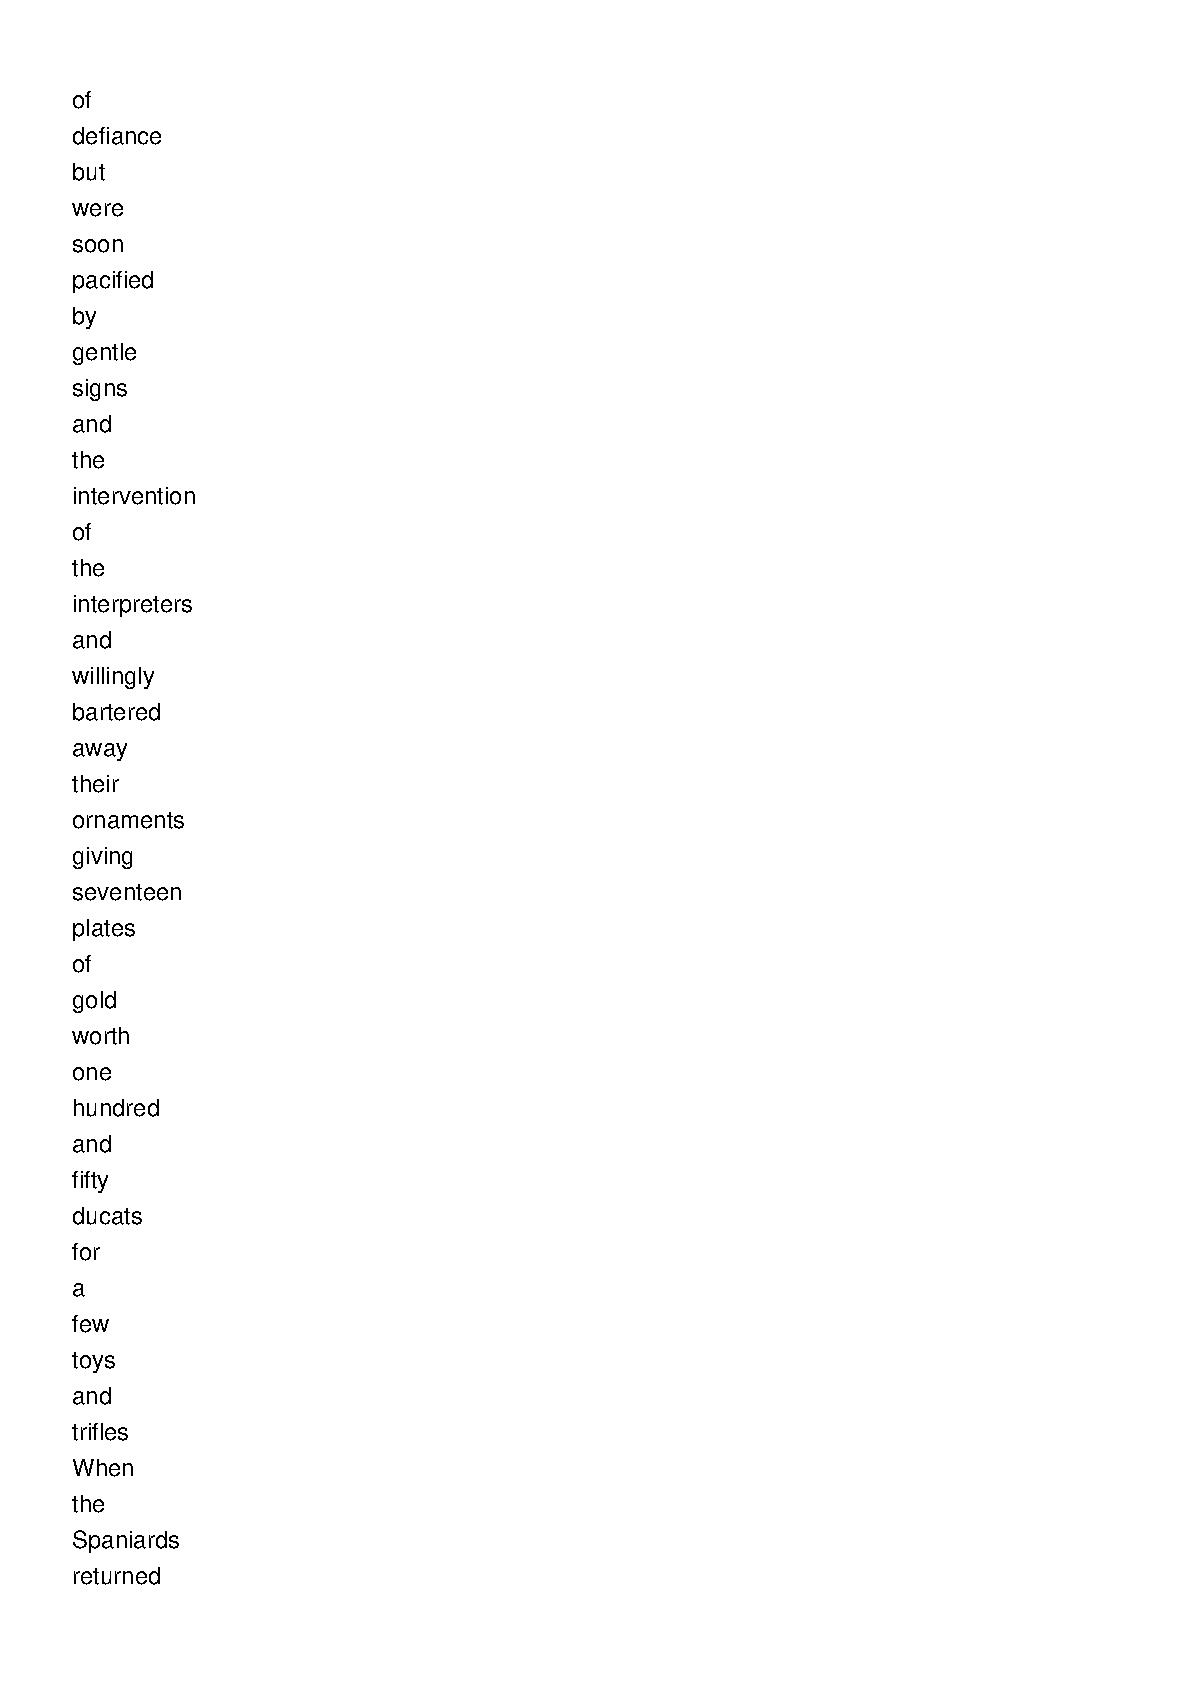 of
defiance
but
were
soon
pacified
by
gentle
signs
and
the
intervention
of
the
interpreters
and
willingly
bartered
away
their
ornaments
giving
seventeen
plates
of
gold
worth
one
hundred
and
fifty
ducats
for
a
few
toys
and
trifles
When
the
Spaniards
returned